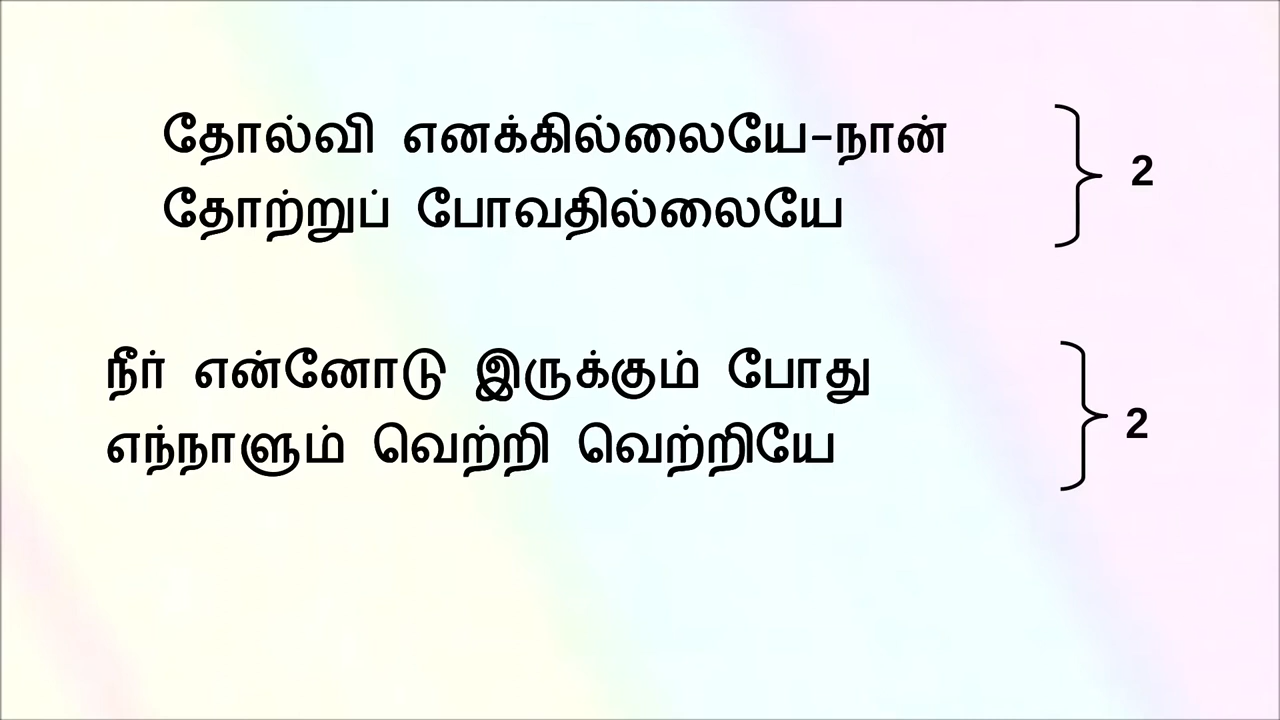 தோல்வி எனக்கில்லையே-நான்
தோற்றுப் போவதில்லையே
2
நீர் என்னோடு இருக்கும் போது
எந்நாளும் வெற்றி வெற்றியே
2